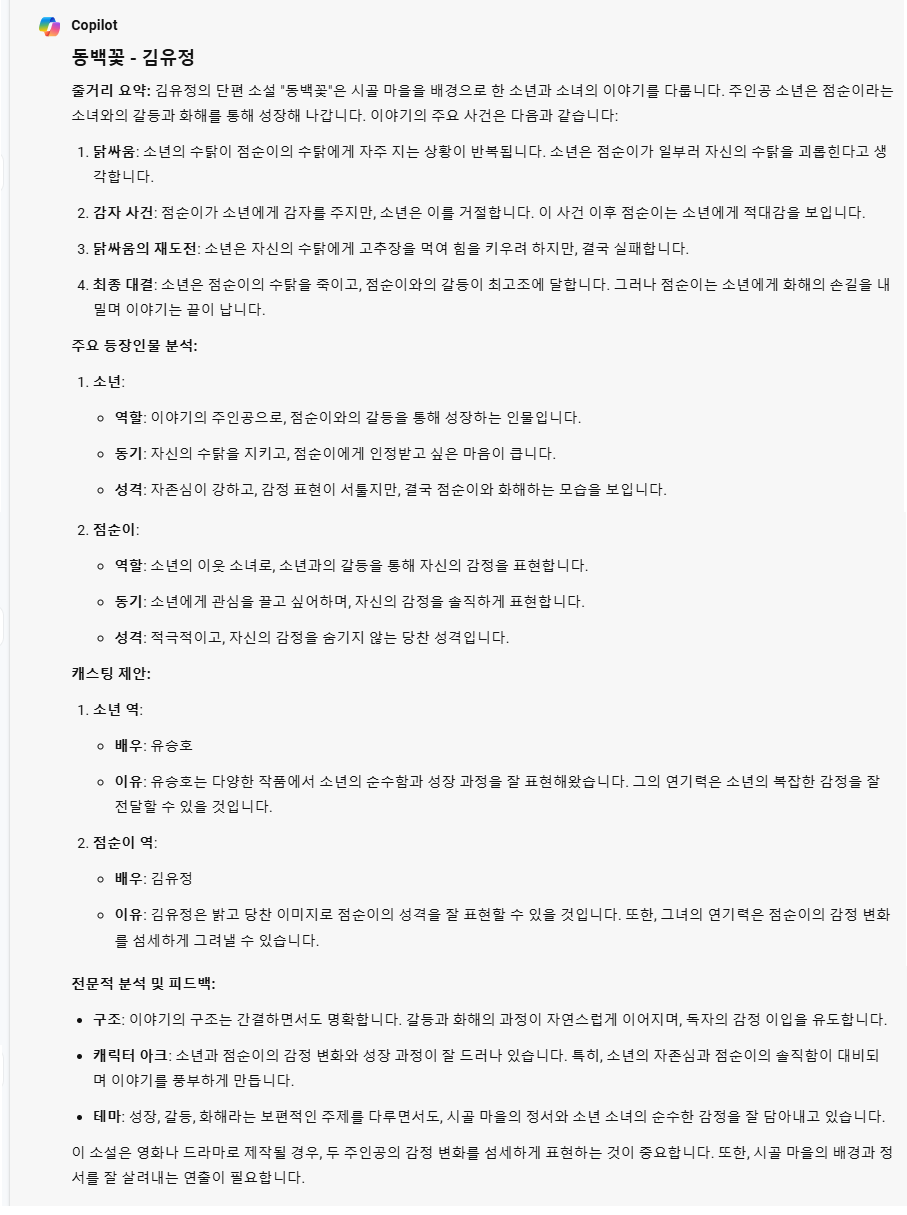 Copilot
동백꽃 - 김유정
줄거리 요약: 김유정의 단편 소설 "동백꽃"은 시골 마을을 배경으로 한 소년과 소녀의 이야기를 다룹니다. 주인공 소년은 점순이라는
소녀와의 갈등과 화해를 통해 성장해 나갑니다. 이야기의 주요 사건은 다음과 같습니다:
1. 닭싸움: 소년의 수탉이 점순이의 수탉에게 자주 지는 상황이 반복됩니다. 소년은 점순이가 일부러 자신의 수탉을 괴롭힌다고 생
각합니다.
2. 감자 사건: 점순이가 소년에게 감자를 주지만, 소년은 이를 거절합니다. 이 사건 이후 점순이는 소년에게 적대감을 보입니다.
3. 닭싸움의 재도전: 소년은 자신의 수탉에게 고추장을 먹여 힘을 키우려 하지만, 결국 실패합니다.
4. 최종 대결: 소년은 점순이의 수탉을 죽이고, 점순이와의 갈등이 최고조에 달합니다. 그러나 점순이는 소년에게 화해의 손길을 내
밀며 이야기는 끝이 납니다.
주요 등장인물 분석:
1. 소년:
○ 역할: 이야기의 주인공으로, 점순이와의 갈등을 통해 성장하는 인물입니다.
○ 동기: 자신의 수탉을 지키고, 점순이에게 인정받고 싶은 마음이 큽니다.
○ 성격: 자존심이 강하고, 감정 표현이 서툴지만, 결국 점순이와 화해하는 모습을 보입니다.
2. 점순이:
○ 역할: 소년의 이웃 소녀로, 소년과의 갈등을 통해 자신의 감정을 표현합니다.
○ 동기: 소년에게 관심을 끌고 싶어하며, 자신의 감정을 솔직하게 표현합니다.
○ 성격: 적극적이고, 자신의 감정을 숨기지 않는 당찬 성격입니다.
캐스팅 제안:
1. 소년 역:
○ 배우: 유승호
○ 이유: 유승호는 다양한 작품에서 소년의 순수함과 성장 과정을 잘 표현해왔습니다. 그의 연기력은 소년의 복잡한 감정을 잘
전달할 수 있을 것입니다.
2. 점순이 역:
○ 배우: 김유정
○ 이유: 김유정은 밝고 당찬 이미지로 점순이의 성격을 잘 표현할 수 있을 것입니다. 또한, 그녀의 연기력은 점순이의 감정 변화
를 섬세하게 그려낼 수 있습니다.
전문적 분석 및 피드백:
• 구조: 이야기의 구조는 간결하면서도 명확합니다. 갈등과 화해의 과정이 자연스럽게 이어지며, 독자의 감정 이입을 유도합니다.
• 캐릭터 아크: 소년과 점순이의 감정 변화와 성장 과정이 잘 드러나 있습니다. 특히, 소년의 자존심과 점순이의 솔직함이 대비되
며 이야기를 풍부하게 만듭니다.
• 테마: 성장, 갈등, 화해라는 보편적인 주제를 다루면서도, 시골 마을의 정서와 소년 소녀의 순수한 감정을 잘 담아내고 있습니다.
이 소설은 영화나 드라마로 제작될 경우, 두 주인공의 감정 변화를 섬세하게 표현하는 것이 중요합니다. 또한, 시골 마을의 배경과 정
서를 잘 살려내는 연출이 필요합니다.